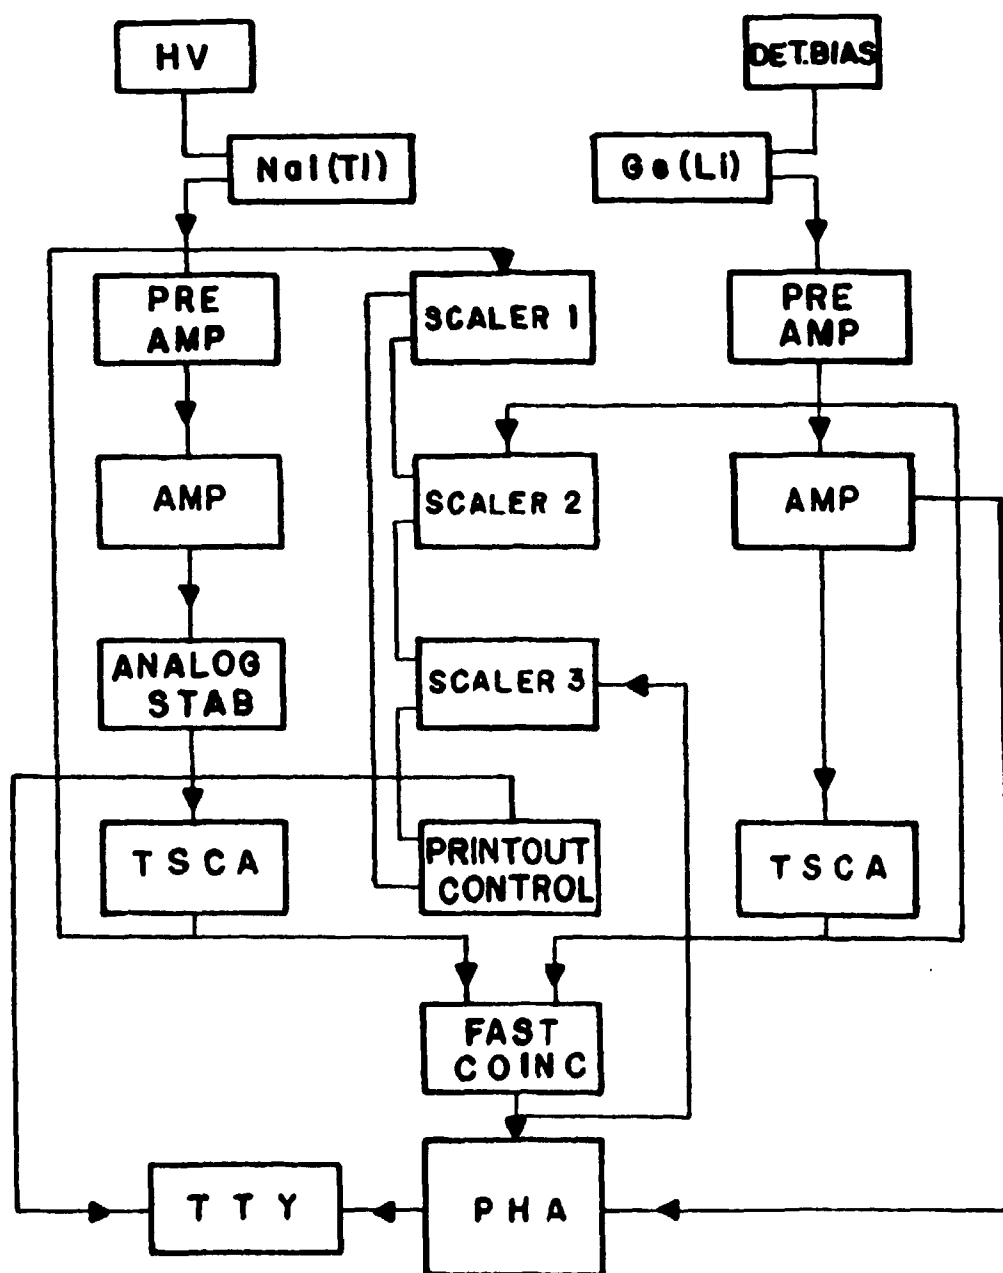 HV
DET.BIAS
NaI(Tl)
Ge(Li)
PRE
AMP
SCALER 1
PRE
AMP
AMP
SCALER 2
AMP
ANALOG
STAB
SCALER 3
TSCA
PRINTOUT
CONTROL
TSCA
FAST
COINC
TTY
PHA